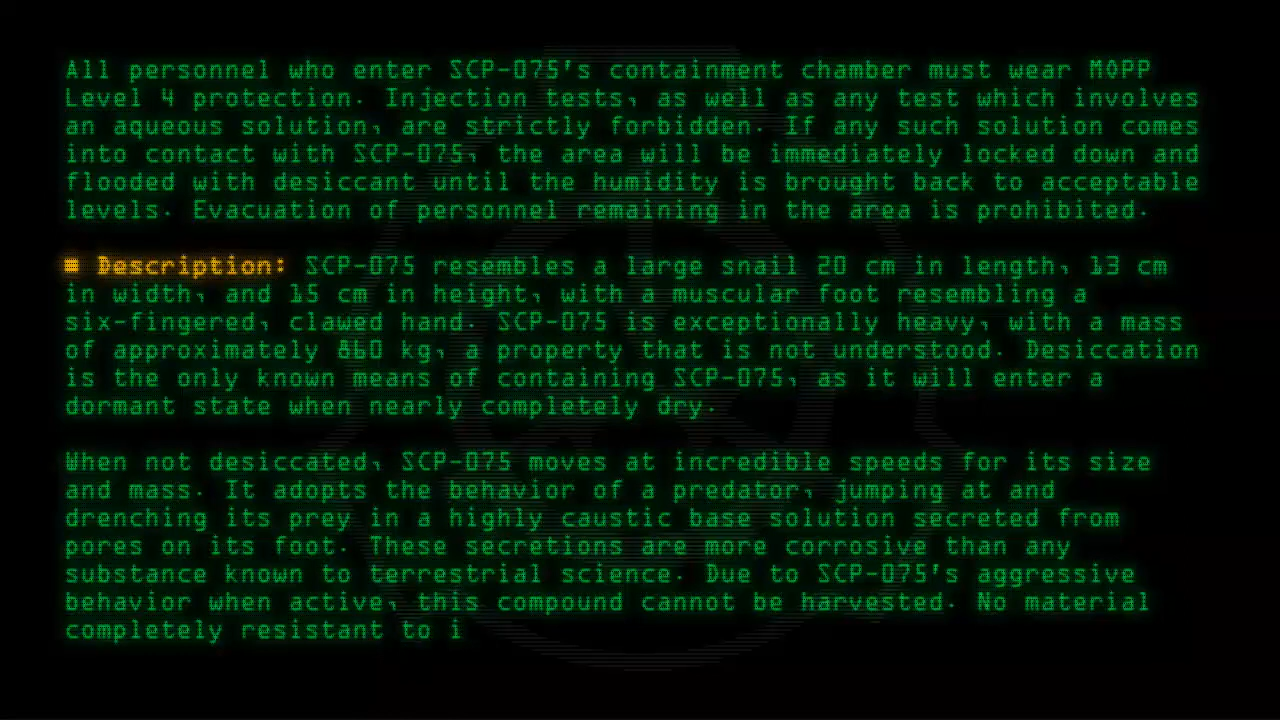 All personnel who enter SCP-075's containment chamber must wear MOPP
Level 4 protection. Injection tests, as well as any test which involves
an aqueous solution, are strictly forbidden. If any such solution comes
into contact with SCP-075, the area will be immediately locked down and
flooded with desiccant until the humidity is brought back to acceptable
levels. Evacuation of personnel remaining in the area is prohibited.
■ Description: SCP-075 resembles a large snail 20 cm in length, 13 cm
in width, and 15 cm in height, with a muscular foot resembling a
six-fingered, clawed hand. SCP-075 is exceptionally heavy, with a mass
of approximately 860 kg, a property that is not understood. Desiccation
is the only known means of containing SCP-075, as it will enter a
dormant state when nearly completely dry.
When not desiccated, SCP-075 moves at incredible speeds for its size
and mass. It adopts the behavior of a predator, jumping at and
drenching its prey in a highly caustic base solution secreted from
pores on its foot. These secretions are more corrosive than any
substance known to terrestrial science. Due to SCP-075's aggressive
behavior when active, this compound cannot be harvested. No material
completely resistant to i